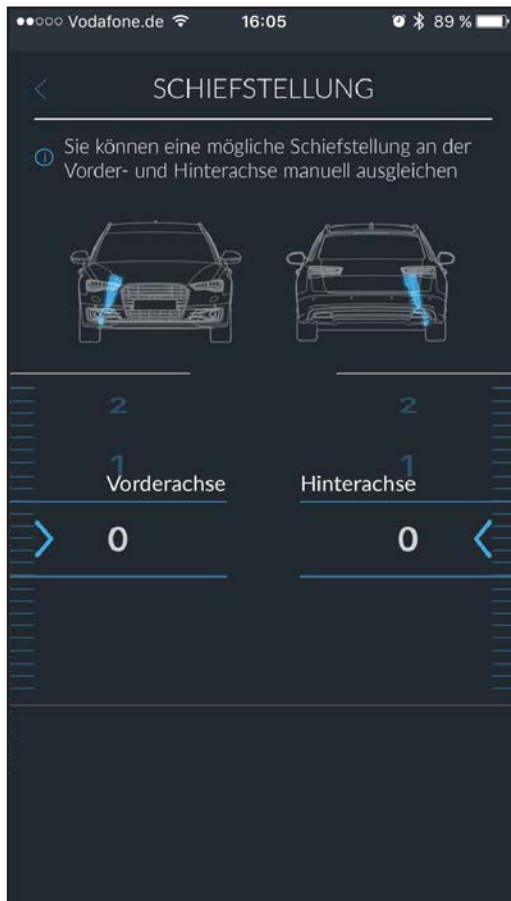 Vodafone.de 16:05 89 %
SCHIEFSTELLUNG
Sie können eine mögliche Schiefstellung an der
Vorder- und Hinterachse manuell ausgleichen
2 2
1 1
Vorderachse Hinterachse
0 0